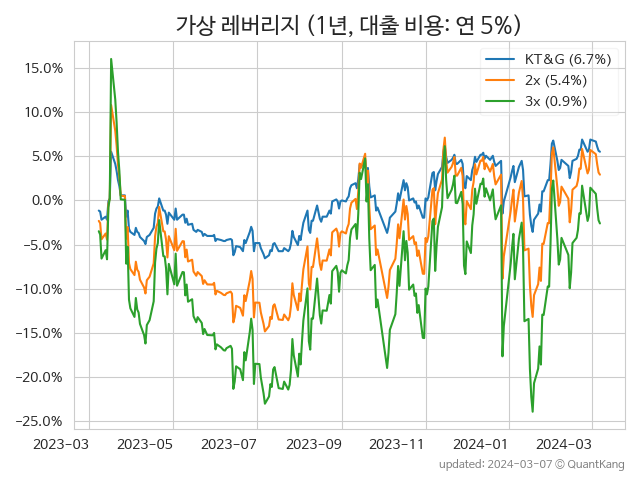 가상 레버리지 (1년, 대출 비용: 연 5%)
KT&G (6.7%)
2x (5.4%)
3x (0.9%)
15.0%
10.0%
5.0%
0.0%
−5.0%
−10.0%
−15.0%
−20.0%
−25.0%
2023-03 2023-05 2023-07 2023-09 2023-11 2024-01 2024-03
updated: 2024-03-07 © QuantKang